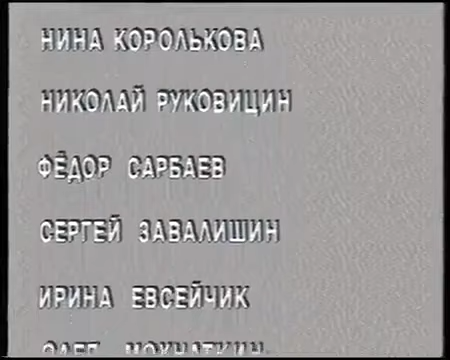 НИНА КОРОЛЬКОВА
НИКОЛАЙ РУКОВИЦИН
ФЁДОР САРБАЕВ
СЕРГЕЙ ЗАВАЛИШИН
ИРИНА ЕВСЕЙЧИК